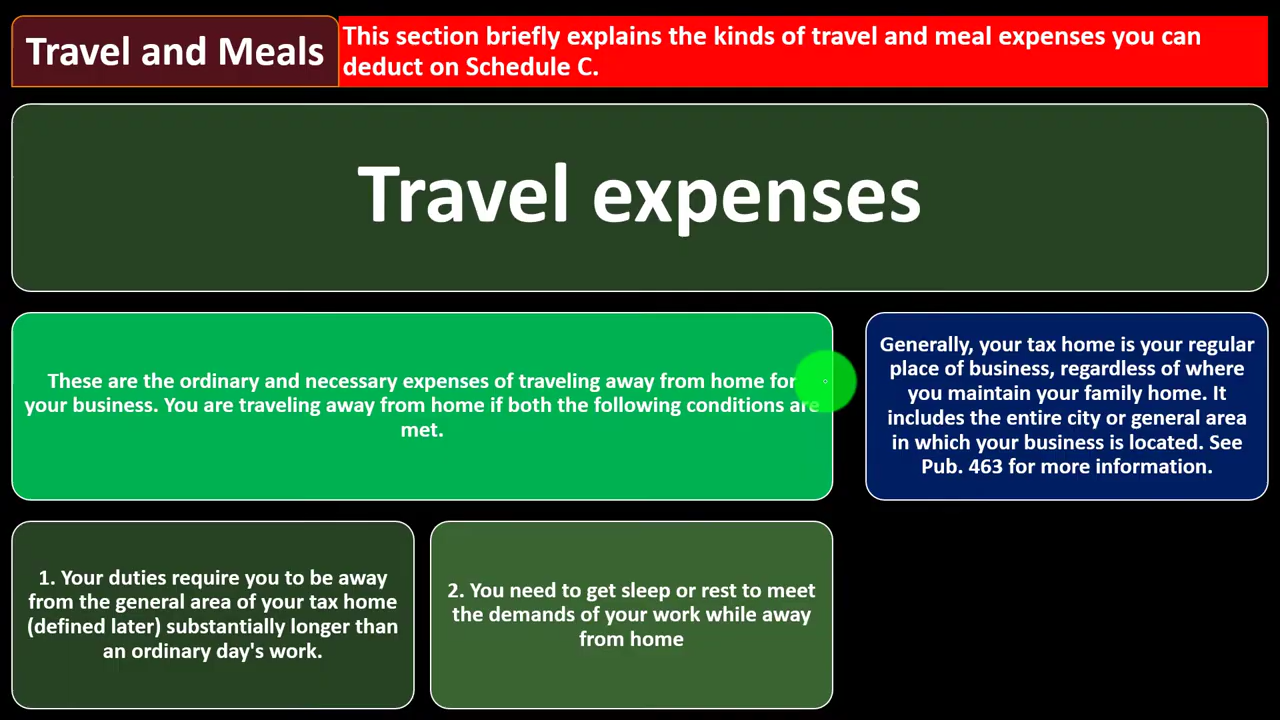 Travel and Meals
This section briefly explains the kinds of travel and meal expenses you can
deduct on Schedule C.
Travel expenses
These are the ordinary and necessary expenses of traveling away from home for
your business. You are traveling away from home if both the following conditions are
met.
Generally, your tax home is your regular
place of business, regardless of where
you maintain your family home. It
includes the entire city or general area
in which your business is located. See
Pub. 463 for more information.
1. Your duties require you to be away
from the general area of your tax home
(defined later) substantially longer than
an ordinary day's work.
2. You need to get sleep or rest to meet
the demands of your work while away
from home